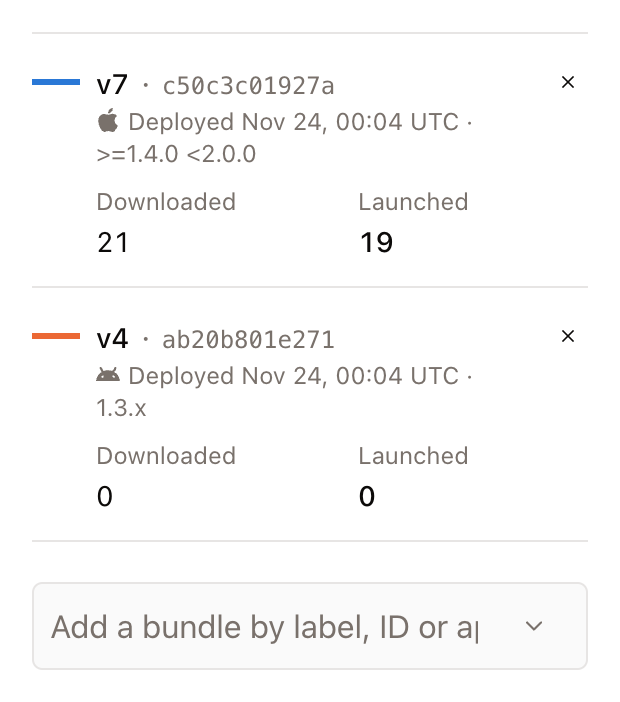 v7 · c50c3c01927a
Deployed Nov 24, 00:04 UTC ·
>=1.4.0 <2.0.0
Downloaded Launched
21 19
v4 · ab20b801e271
Deployed Nov 24, 00:04 UTC ·
1.3.x
Downloaded Launched
0 0
Add a bundle by label, ID or a